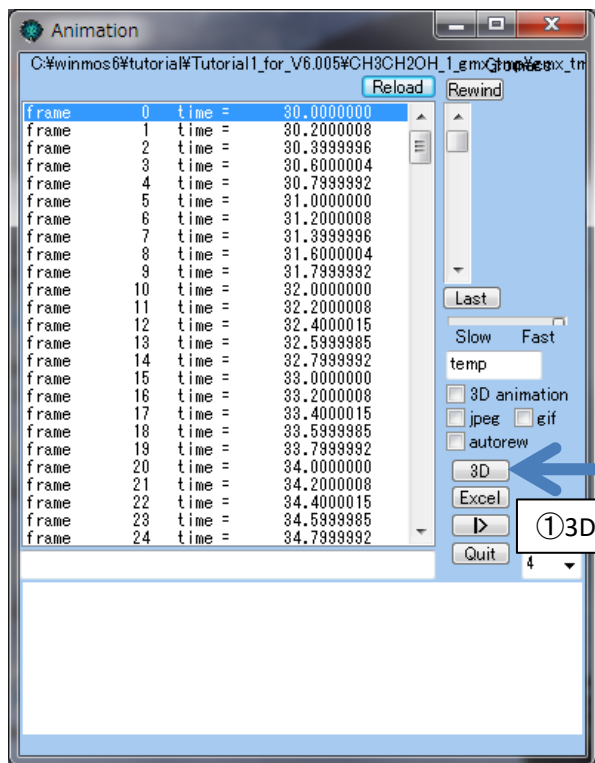 Animation
C:¥winmos6¥tutorial¥Tutorial1_for_V6.005¥CH3CH2OH_1_gmx_tm
Reload
Rewind
frame 0 time = 30.0000000
frame 1 time = 30.2000008
frame 2 time = 30.3999996
frame 3 time = 30.6000004
frame 4 time = 30.7999992
frame 5 time = 31.0000000
frame 6 time = 31.2000008
frame 7 time = 31.3999996
frame 8 time = 31.6000004
frame 9 time = 31.7999992
frame 10 time = 32.0000000
frame 11 time = 32.2000008
frame 12 time = 32.4000015
frame 13 time = 32.5999985
frame 14 time = 32.7999992
frame 15 time = 33.0000000
frame 16 time = 33.2000008
frame 17 time = 33.4000015
frame 18 time = 33.5999985
frame 19 time = 33.7999992
frame 20 time = 34.0000000
frame 21 time = 34.2000008
frame 22 time = 34.4000015
frame 23 time = 34.5999985
frame 24 time = 34.7999992
Last
Slow Fast
temp
3D animation
jpeg gif
autorew
3D
Excel
①3D
Quit
4